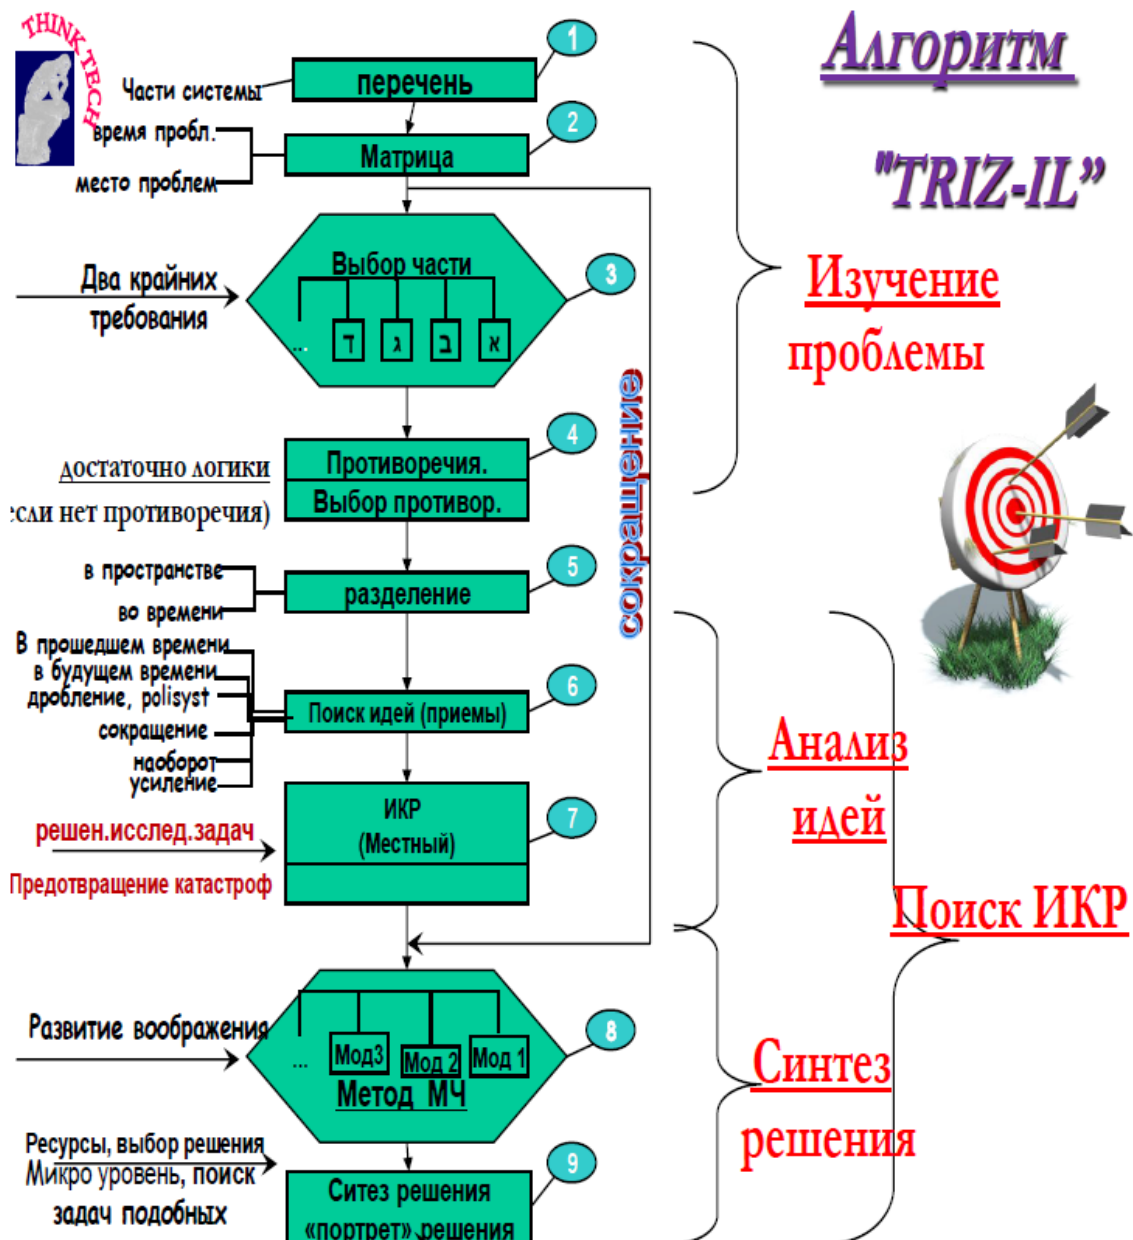 THINK TECH
Алгоритм
"TRIZ-IL”
1
Части системы
перечень
2
время пробл.
место проблем
Матрица
Изучение
проблемы
3
Два крайних
требования
Выбор части
... ד ג ב א
сокращение
4
достаточно логики
если нет противоречия)
Противоречия.
Выбор противор.
5
в пространстве
во времени
разделение
6
В прошедшем времени
в будущем времени
дробление, polisyst
сокращение
наоборот
усиление
Поиск идей (приемы)
Анализ
идей
7
решен.исслед.задач
Предотвращение катастроф
ИКР
(Местный)
Поиск ИКР
8
Развитие воображения
... Мод3 Мод 2 Мод 1
Метод МЧ
Синтез
решения
9
Ресурсы, выбор решения
Микро уровень, поиск
задач подобных
Ситез решения
«портрет» решения